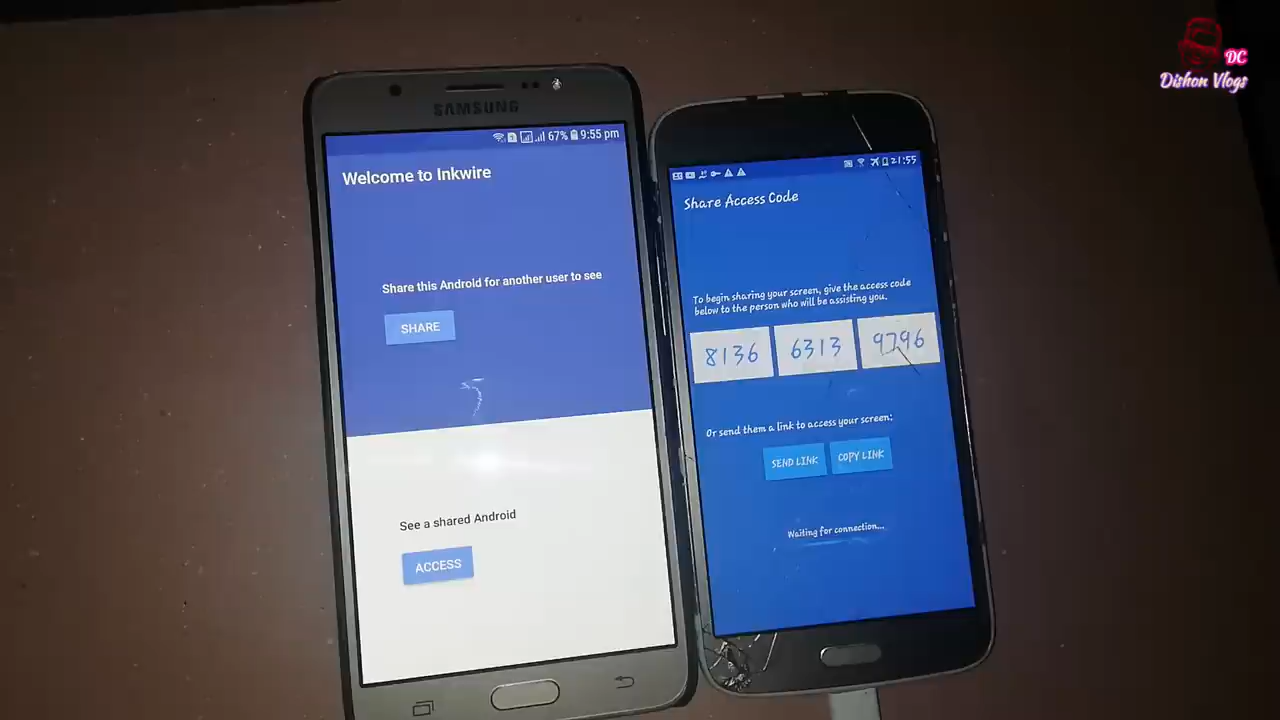 DC
Dishon Vlogs
SAMSUNG
67% 9:55 pm
Welcome to Inkwire
Share this Android for another user to see
SHARE
See a shared Android
ACCESS
21:55
Share Access Code
To begin sharing your screen, give the access code
below to the person who will be assisting you.
8136 6313 9796
Or send them a link to access your screen:
SEND LINK COPY LINK
Waiting for connection...